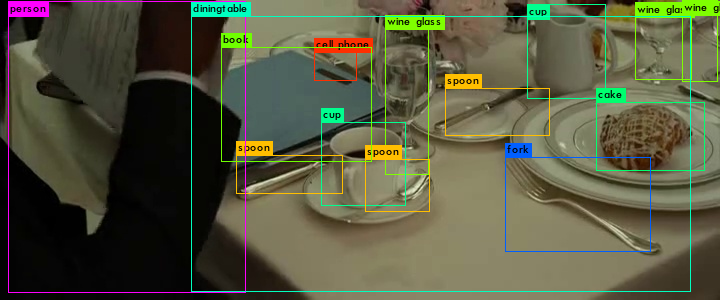 person
diningtable
wine glass
cup
wine glas
wine g
book
cell phone
spoon
cake
cup
spoon
spoon
fork